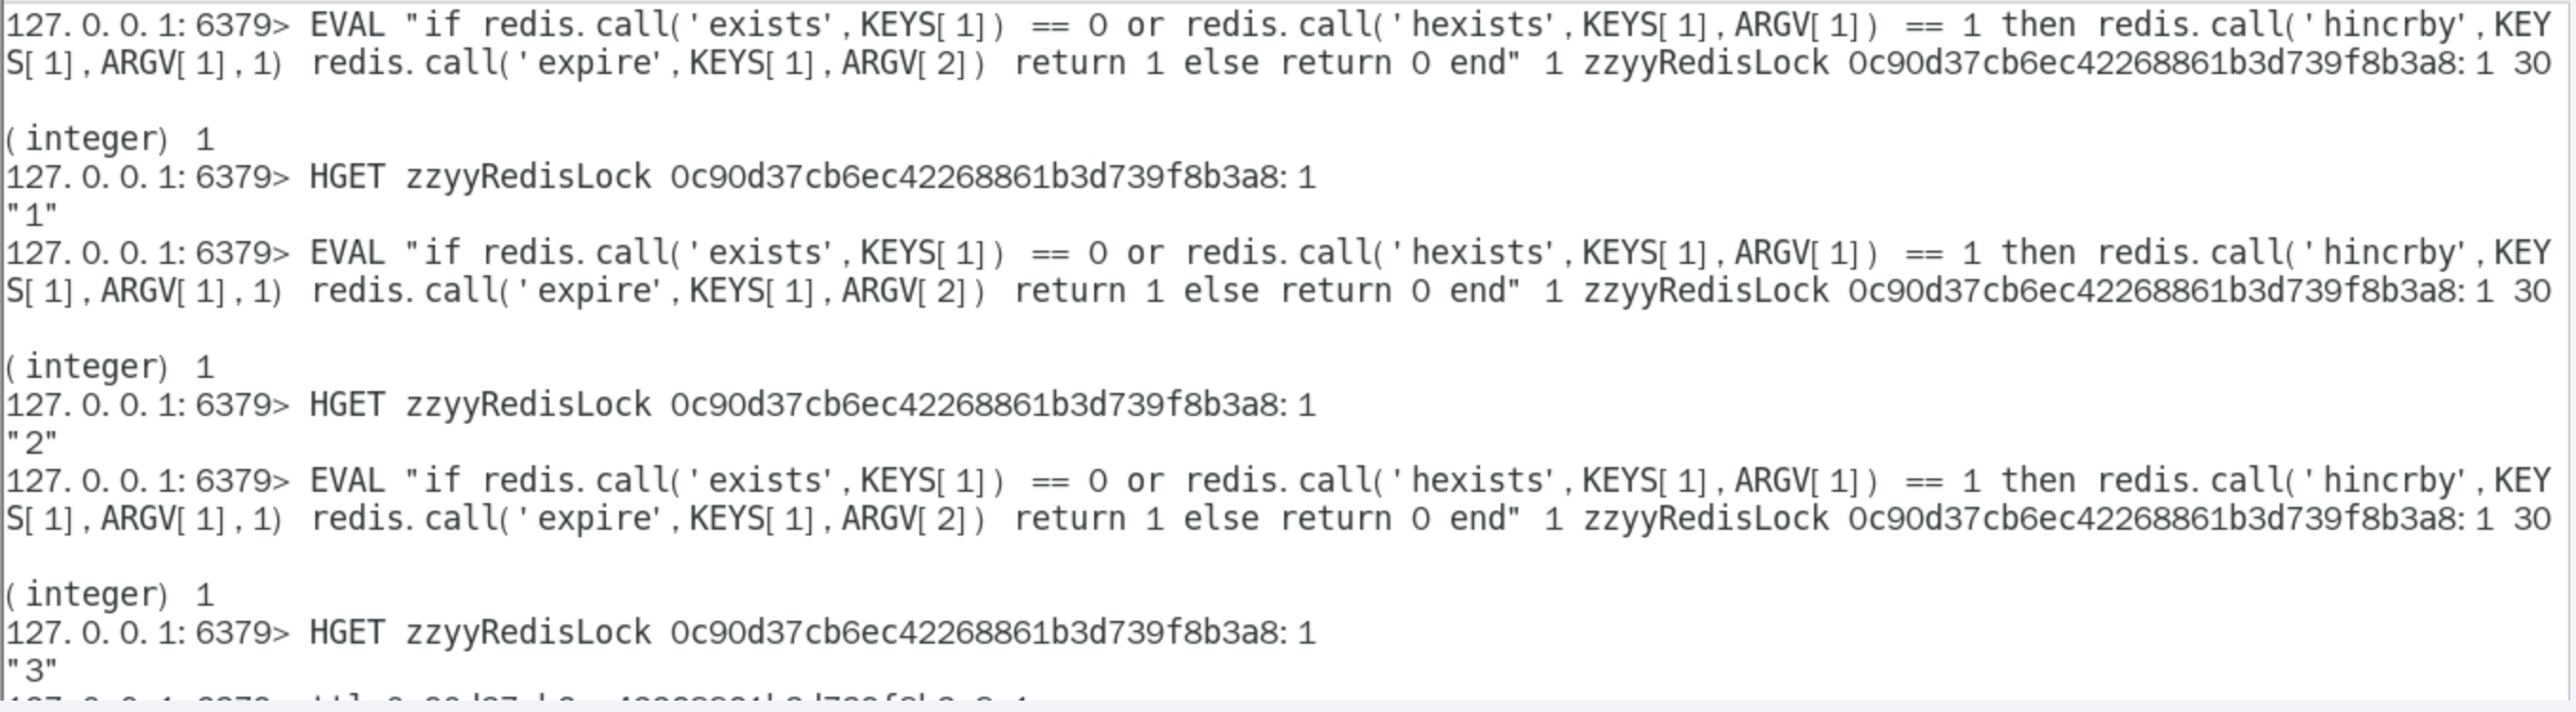 127.0.0.1:6379> EVAL "if redis.call('exists',KEYS[1]) == 0 or redis.call('hexists',KEYS[1],ARGV[1]) == 1 then redis.call('hincrby',KEY
S[1],ARGV[1],1) redis.call('expire',KEYS[1],ARGV[2]) return 1 else return 0 end" 1 zzyyRedisLock 0c90d37cb6ec42268861b3d739f8b3a8:1 30
(integer) 1
127.0.0.1:6379> HGET zzyyRedisLock 0c90d37cb6ec42268861b3d739f8b3a8:1
"1"
127.0.0.1:6379> EVAL "if redis.call('exists',KEYS[1]) == 0 or redis.call('hexists',KEYS[1],ARGV[1]) == 1 then redis.call('hincrby',KEY
S[1],ARGV[1],1) redis.call('expire',KEYS[1],ARGV[2]) return 1 else return 0 end" 1 zzyyRedisLock 0c90d37cb6ec42268861b3d739f8b3a8:1 30
(integer) 1
127.0.0.1:6379> HGET zzyyRedisLock 0c90d37cb6ec42268861b3d739f8b3a8:1
"2"
127.0.0.1:6379> EVAL "if redis.call('exists',KEYS[1]) == 0 or redis.call('hexists',KEYS[1],ARGV[1]) == 1 then redis.call('hincrby',KEY
S[1],ARGV[1],1) redis.call('expire',KEYS[1],ARGV[2]) return 1 else return 0 end" 1 zzyyRedisLock 0c90d37cb6ec42268861b3d739f8b3a8:1 30
(integer) 1
127.0.0.1:6379> HGET zzyyRedisLock 0c90d37cb6ec42268861b3d739f8b3a8:1
"3"